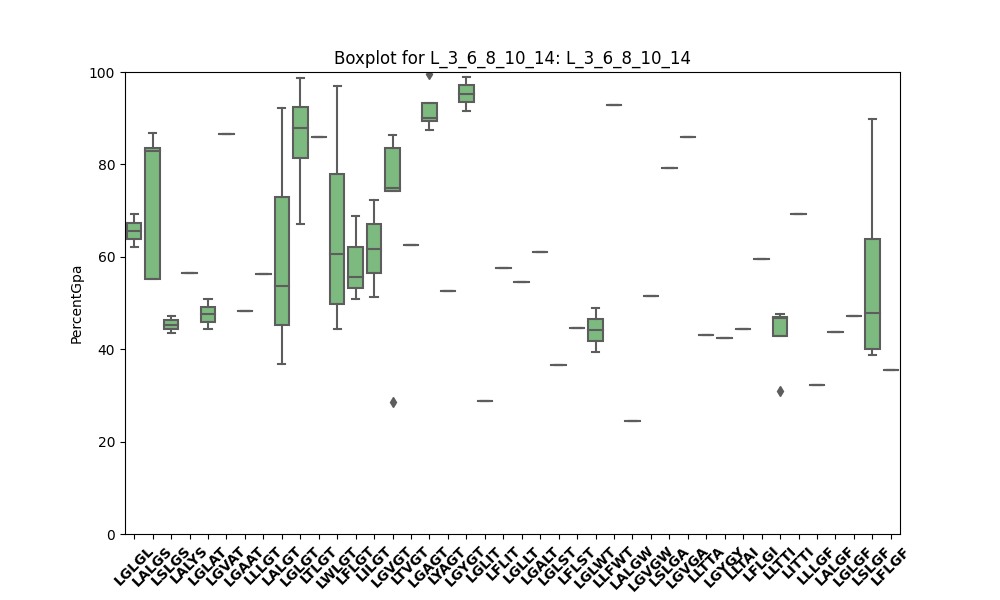 Boxplot for L_3_6_8_10_14: L_3_6_8_10_14
PercentGpa
100
80
60
40
20
0
LGLGL
LALGS
LSLGS
LALYS
LGLAT
LGVAT
LGAAT
LLLGT
LALGT
LGLGT
LTLGT
LWLGT
LFLGT
LILGT
LGVGT
LTVGT
LGAGT
LYAGT
LGYGT
LGLIT
LFLIT
LGLLT
LGALT
LGLST
LFLST
LGLWT
LLFWT
LALGW
LGVGW
LSLGA
LGVGA
LLTTA
LGYGY
LITAI
LFLGI
LLTTI
LITTI
LLLGF
LALGF
LGLGF
LSLGF
LFLGF